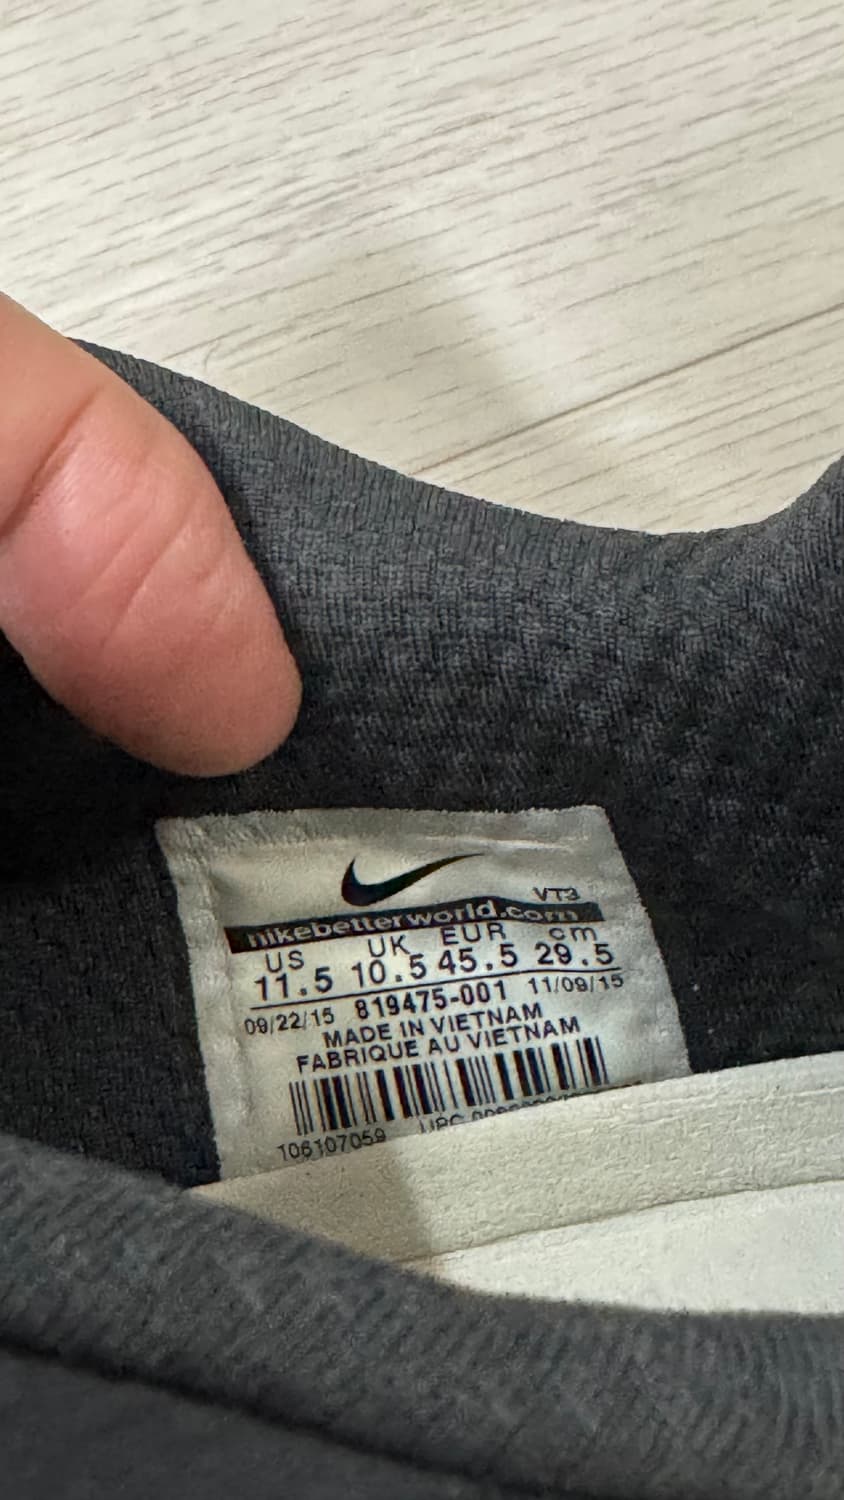 VT3
nikebetterworld.com
US UK EUR cm
11.5 10.5 45.5 29.5
09/22/15 819475-001 11/09/15
MADE IN VIETNAM
FABRIQUE AU VIETNAM
106107059